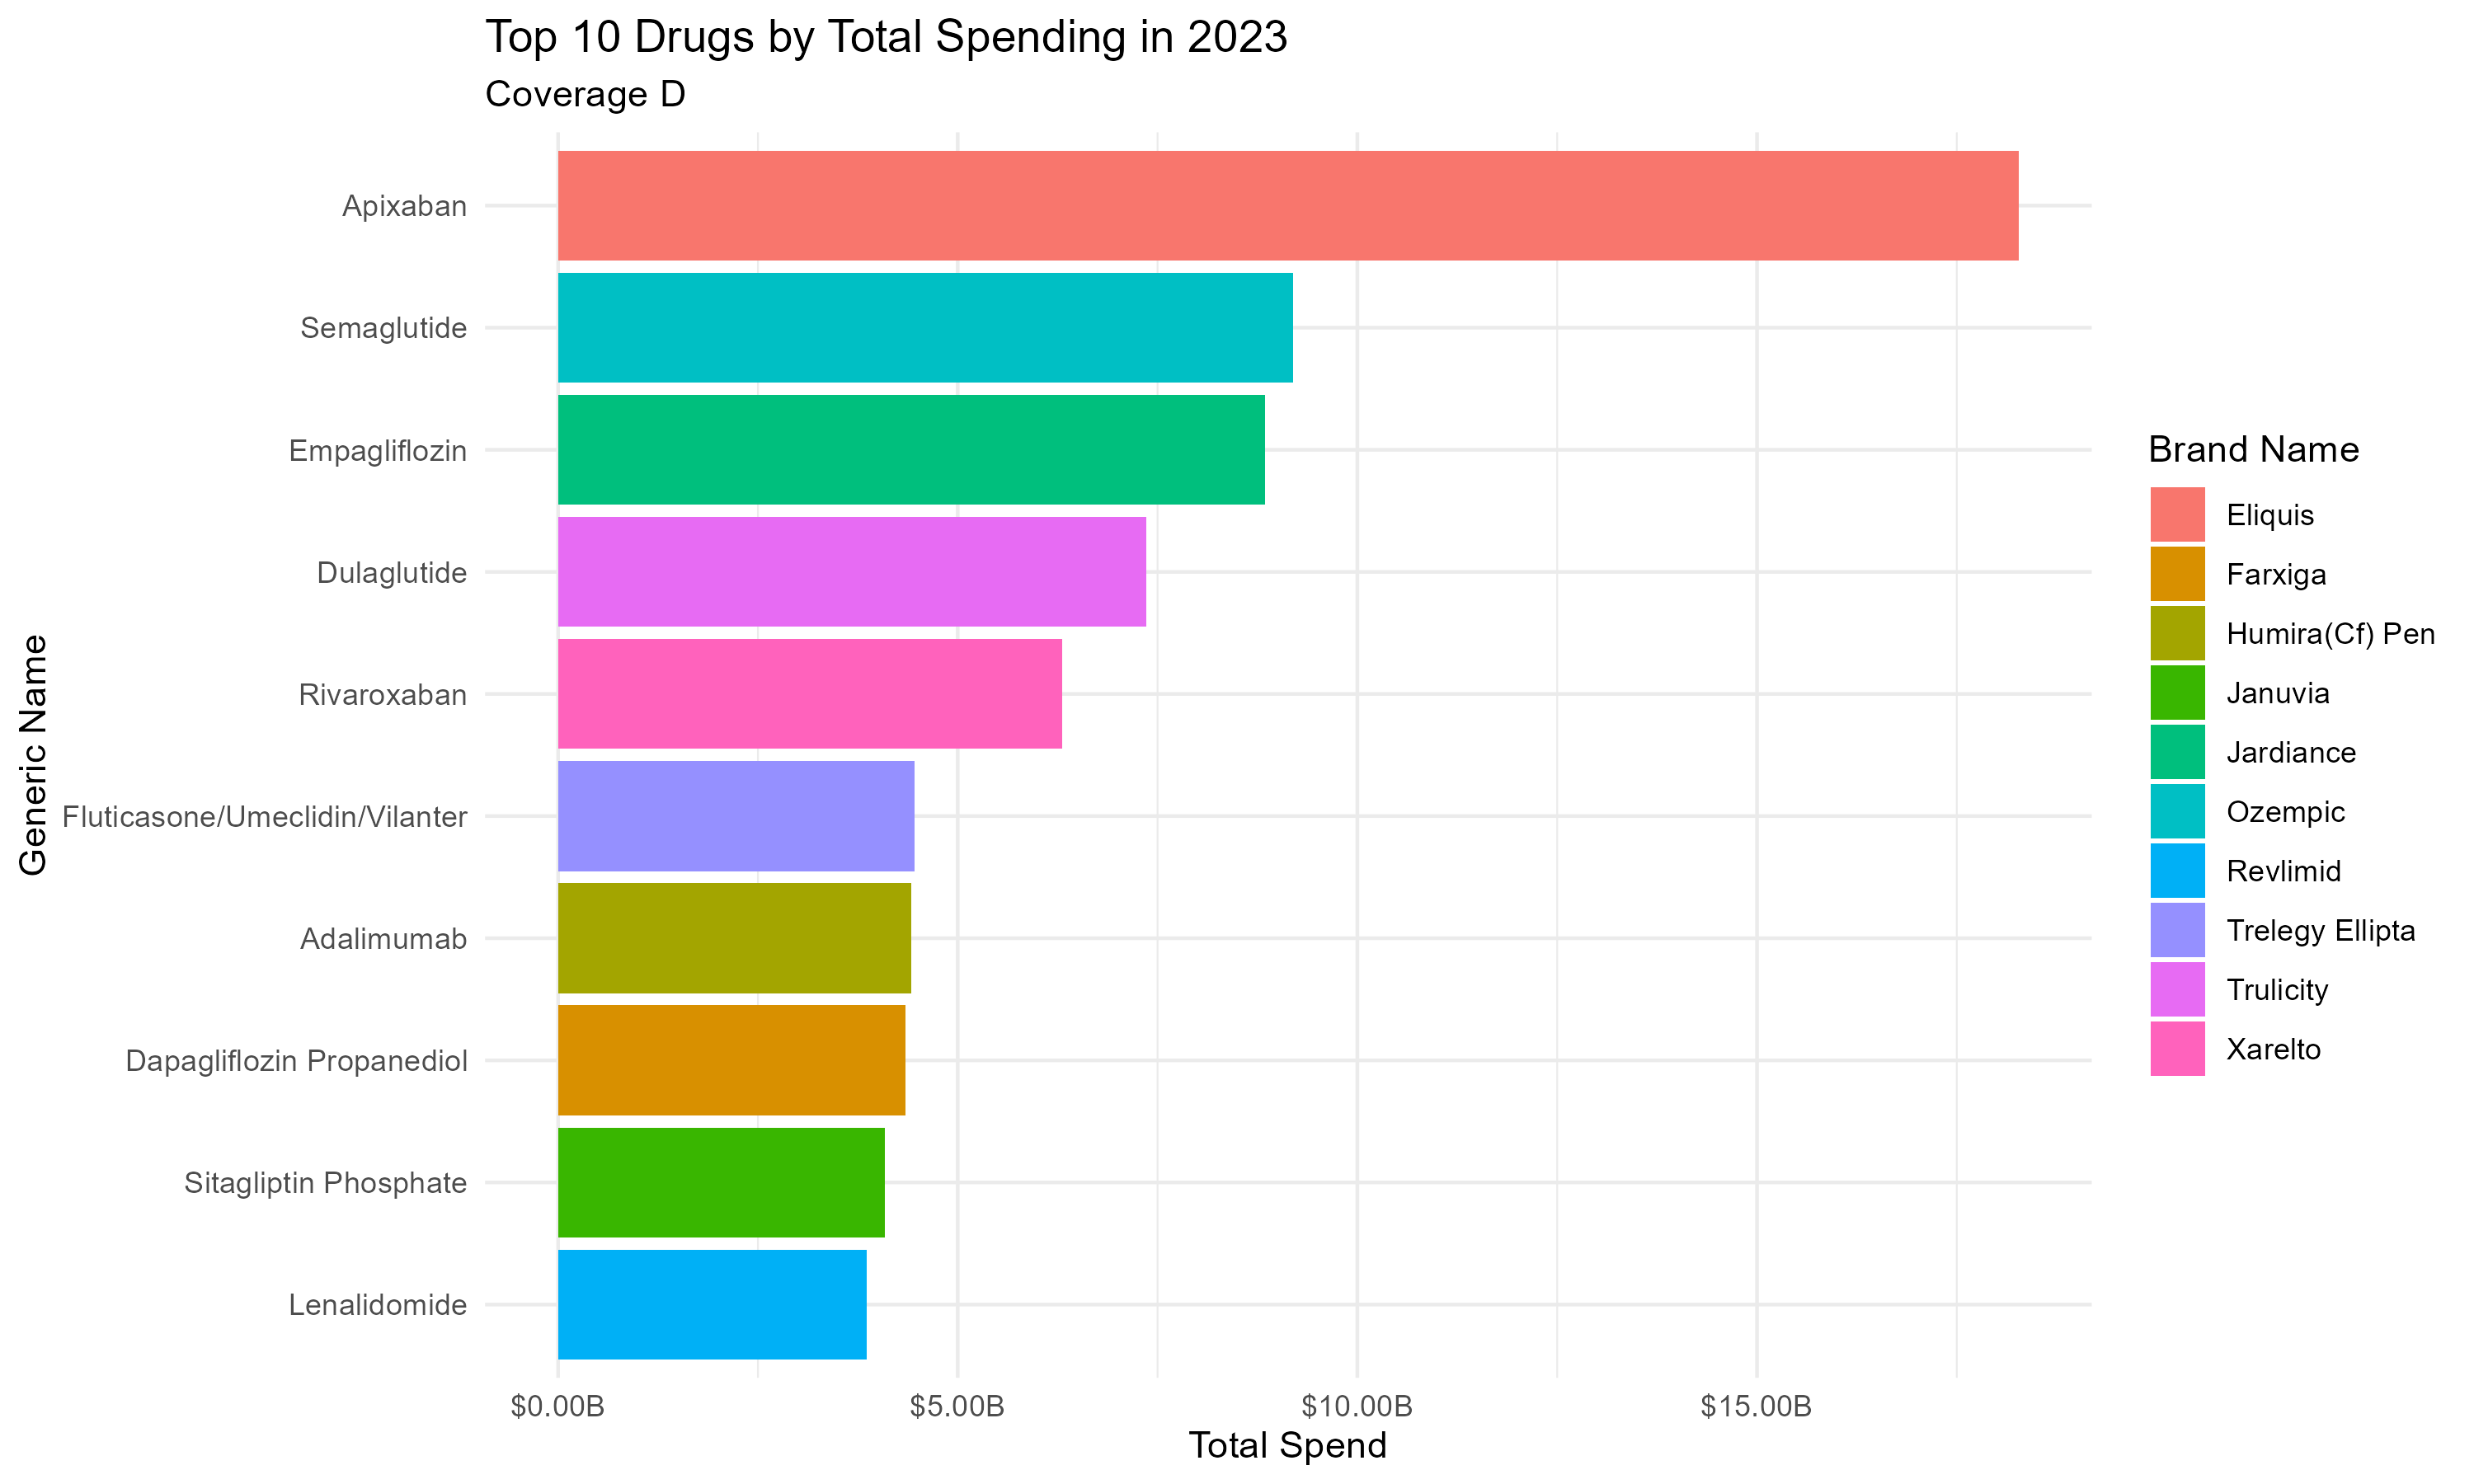 Top 10 Drugs by Total Spending in 2023
Coverage D
Generic Name
Apixaban
Semaglutide
Empagliflozin
Dulaglutide
Rivaroxaban
Fluticasone/Umeclidin/Vilanter
Adalimumab
Dapagliflozin Propanediol
Sitagliptin Phosphate
Lenalidomide
$0.00B $5.00B $10.00B $15.00B
Total Spend
Brand Name
Eliquis
Farxiga
Humira(Cf) Pen
Januvia
Jardiance
Ozempic
Revlimid
Trelegy Ellipta
Trulicity
Xarelto